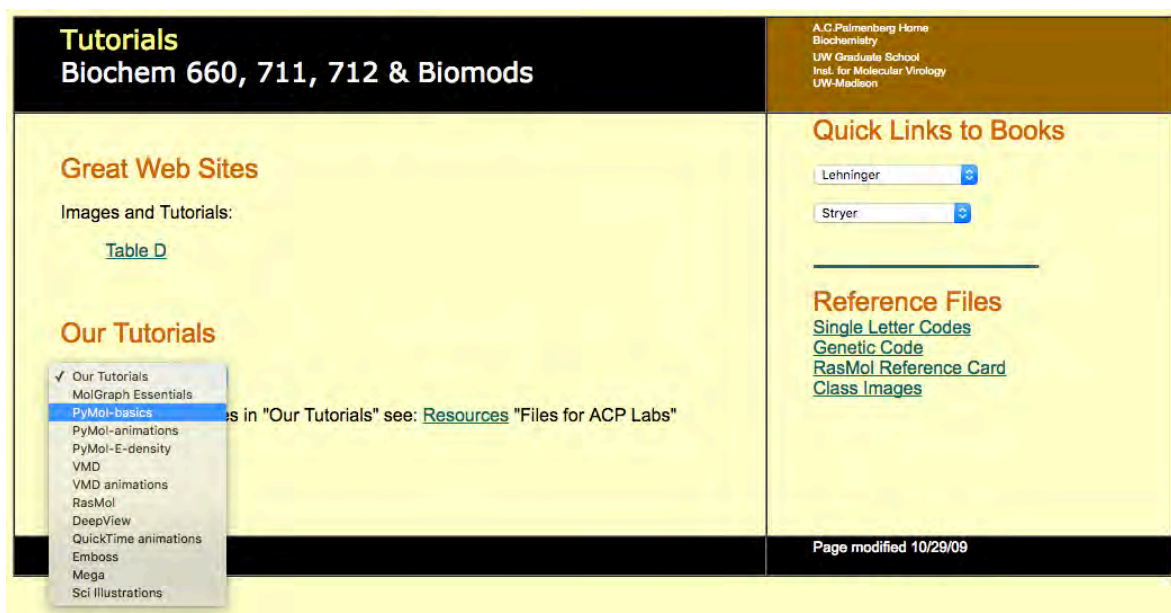 Tutorials
Biochem 660, 711, 712 & Biomods
A.C.Palmenberg Home
Biochemistry
UW Graduate School
Inst. for Molecular Virology
UW-Madison
Great Web Sites
Images and Tutorials:
Table D
Our Tutorials
✓ Our Tutorials
MolGraph Essentials
PyMol-basics
PyMol-animations
PyMol-E-density
VMD
VMD animations
RasMol
DeepView
QuickTime animations
Emboss
Mega
Sci Illustrations
s in "Our Tutorials" see: Resources "Files for ACP Labs"
Quick Links to Books
Lehninger
Stryer
Reference Files
Single Letter Codes
Genetic Code
RasMol Reference Card
Class Images
Page modified 10/29/09